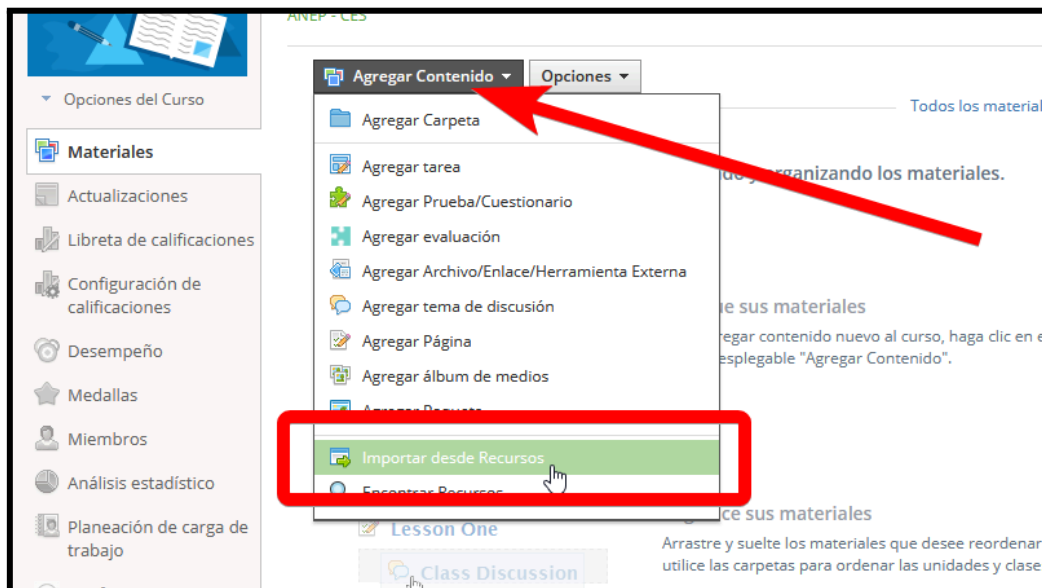 ANEP - CES
Agregar Contenido
Opciones
Opciones del Curso
Todos los material
Agregar Carpeta
Materiales
Agregar tarea
organizando los materiales.
Actualizaciones
Agregar Prueba/Cuestionario
Libreta de calificaciones
Agregar evaluación
Agregar Archivo/Enlace/Herramienta Externa
Configuración de
calificaciones
Agregar tema de discusión
ue sus materiales
Agregar Página
regar contenido nuevo al curso, haga clic en e
esplegable "Agregar Contenido".
Desempeño
Agregar álbum de medios
Medallas
Agregar Paquete
Miembros
Importar desde Recursos
Análisis estadístico
Encontrar Recursos
ce sus materiales
Planeación de carga de
trabajo
Lesson One
Arrastre y suelte los materiales que desee reordenar
utilice las carpetas para ordenar las unidades y clase
Class Discussion